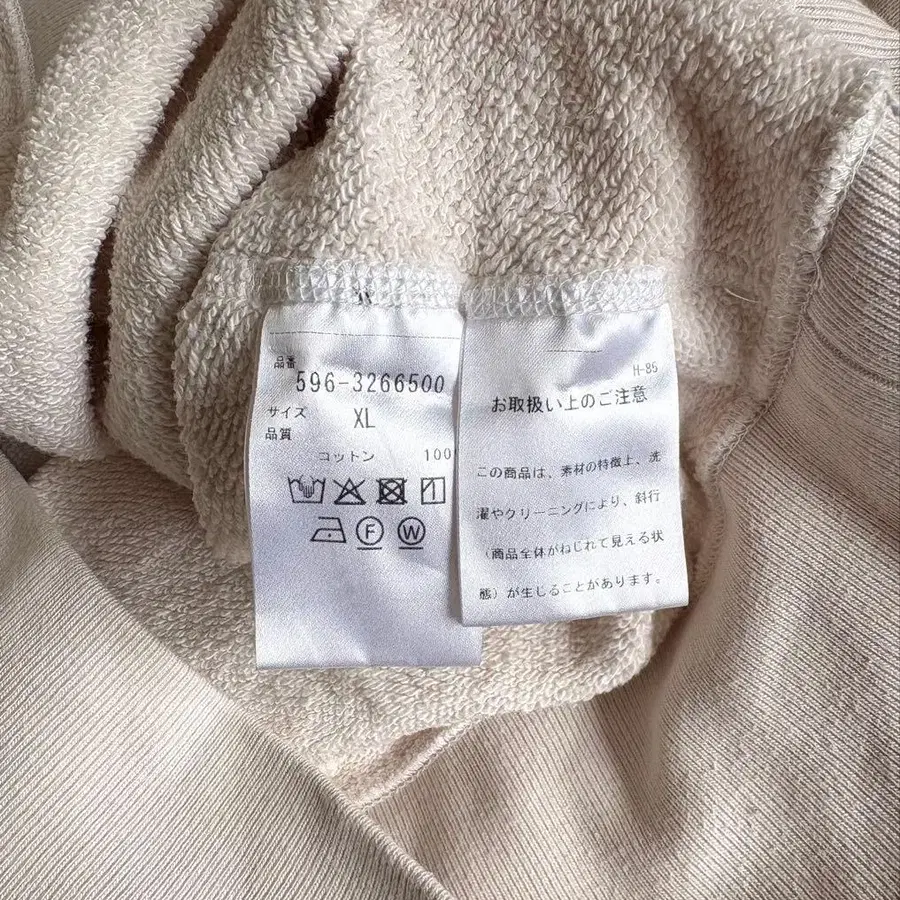 品番
596-3266500
サイズ XL
品質
コットン 100
F W
H-85
お取扱い上のご注意
この商品は、素材の特徴上、洗
濯やクリーニングにより、斜行
（商品全体がねじれて見える状
態）が生じることがあります。